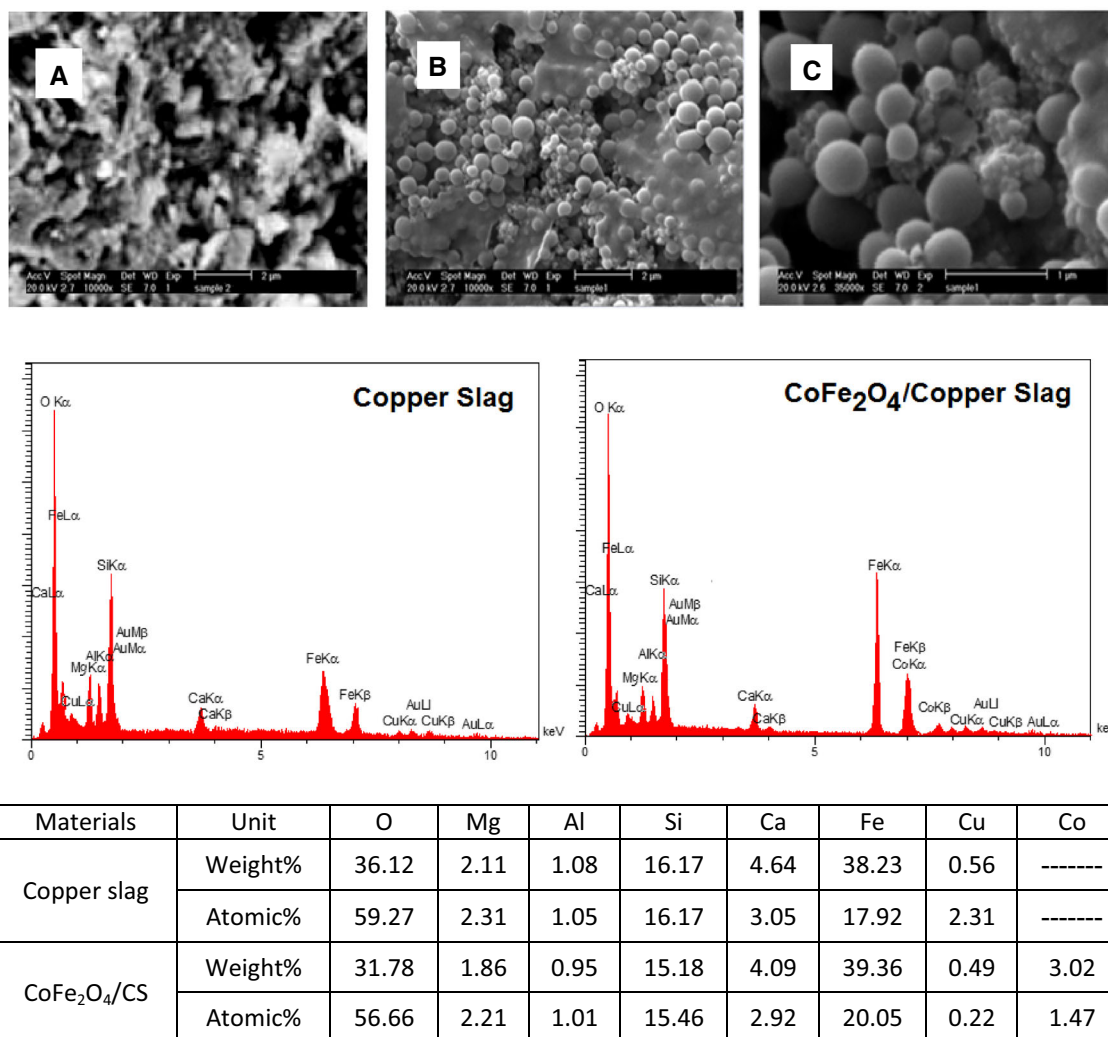 A
B
C
Acc.V Spot Magn Det WD Exp 2 µm
20.0 kV 2.7 10000x SE 7.0 1 sample 2
Acc.V Spot Magn Det WD Exp 2 µm
20.0 kV 2.7 10000x SE 7.0 1 sample1
Acc.V Spot Magn Det WD Exp 1 µm
20.0 kV 2.6 35000x SE 7.0 2 sample1
Copper Slag
O Kα
FeLα
SiKα
CaLα
AuMβ
AuMα
AlKα
MgKα
CuLα
CaKα
CaKβ
FeKα
FeKβ
AuLl
CuKα CuKβ AuLα
keV
0 5 10
CoFe₂O₄/Copper Slag
O Kα
FeLα
FeKα
SiKα
CaLα
AuMβ
AuMα
AlKα
MgKα
CuLα
CaKα
CaKβ
FeKβ
CoKα
CoKβ
AuLl
CuKα CuKβ AuLα
0 5 10
Materials Unit O Mg Al Si Ca Fe Cu Co
Copper slag Weight% 36.12 2.11 1.08 16.17 4.64 38.23 0.56 -------
Atomic% 59.27 2.31 1.05 16.17 3.05 17.92 2.31 -------
CoFe₂O₄/CS Weight% 31.78 1.86 0.95 15.18 4.09 39.36 0.49 3.02
Atomic% 56.66 2.21 1.01 15.46 2.92 20.05 0.22 1.47